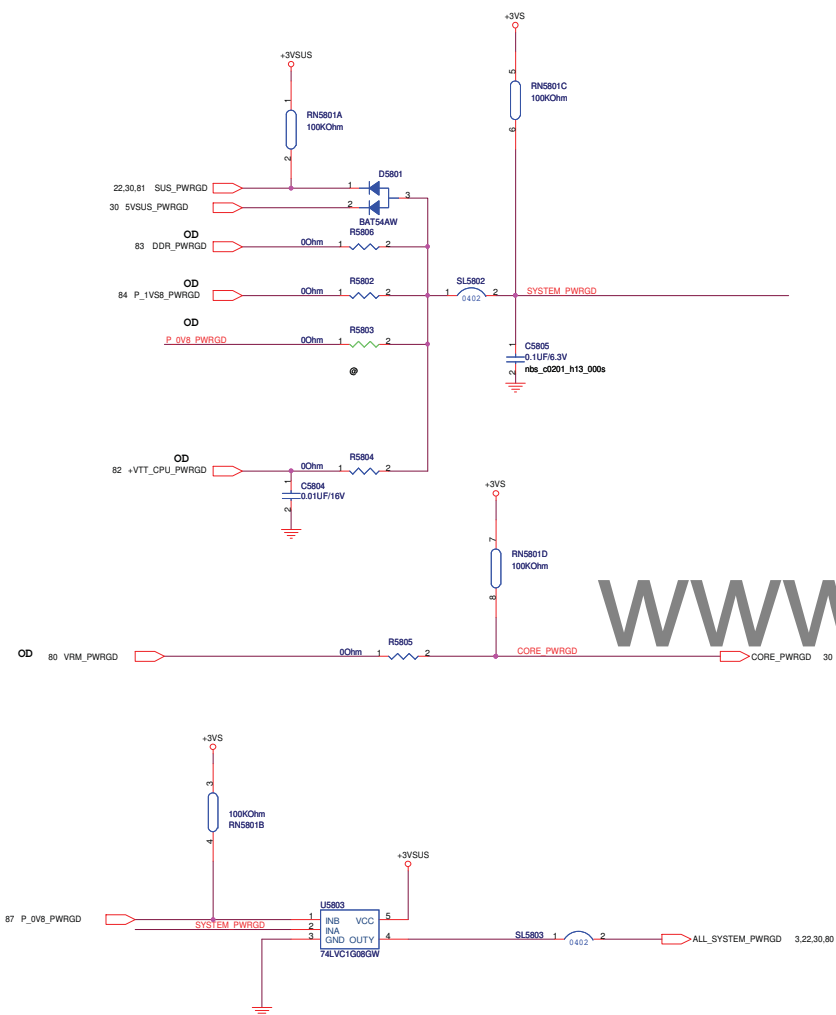 +3VS
5
RN5801C
100KOhm
6
+3VSUS
1
RN5801A
100KOhm
2
D5801
22,30,81 SUS_PWRGD
1
3
30 5VSUS_PWRGD
2
BAT54AW
OD
83 DDR_PWRGD
0Ohm
1
R5806
2
OD
84 P_1VS8_PWRGD
0Ohm
1
R5802
2
1
SL5802
0402
2
SYSTEM_PWRGD
OD
P_0V8_PWRGD
0Ohm
1
R5803
2
@
1
C5805
0.1UF/6.3V
2
nbs_c0201_h13_000s
OD
82 +VTT_CPU_PWRGD
0Ohm
1
R5804
2
1
C5804
0.01UF/16V
2
+3VS
7
RN5801D
100KOhm
8
www
OD 80 VRM_PWRGD
0Ohm
1
R5805
2
CORE_PWRGD
CORE_PWRGD 30
+3VS
3
100KOhm
RN5801B
4
+3VSUS
87 P_0V8_PWRGD
SYSTEM_PWRGD
U5803
1 INB VCC 5
2 INA
3 GND OUTY 4
74LVC1G08GW
SL5803
1
0402
2
ALL_SYSTEM_PWRGD 3,22,30,80